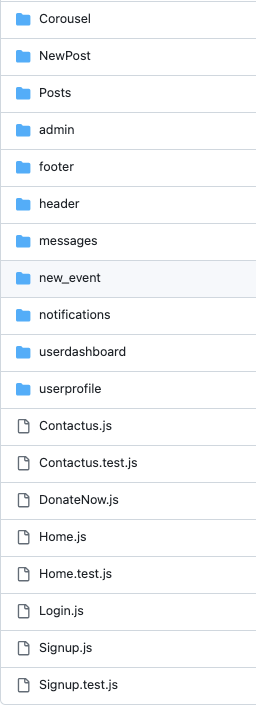 Corousel
NewPost
Posts
admin
footer
header
messages
new_event
notifications
userdashboard
userprofile
Contactus.js
Contactus.test.js
DonateNow.js
Home.js
Home.test.js
Login.js
Signup.js
Signup.test.js